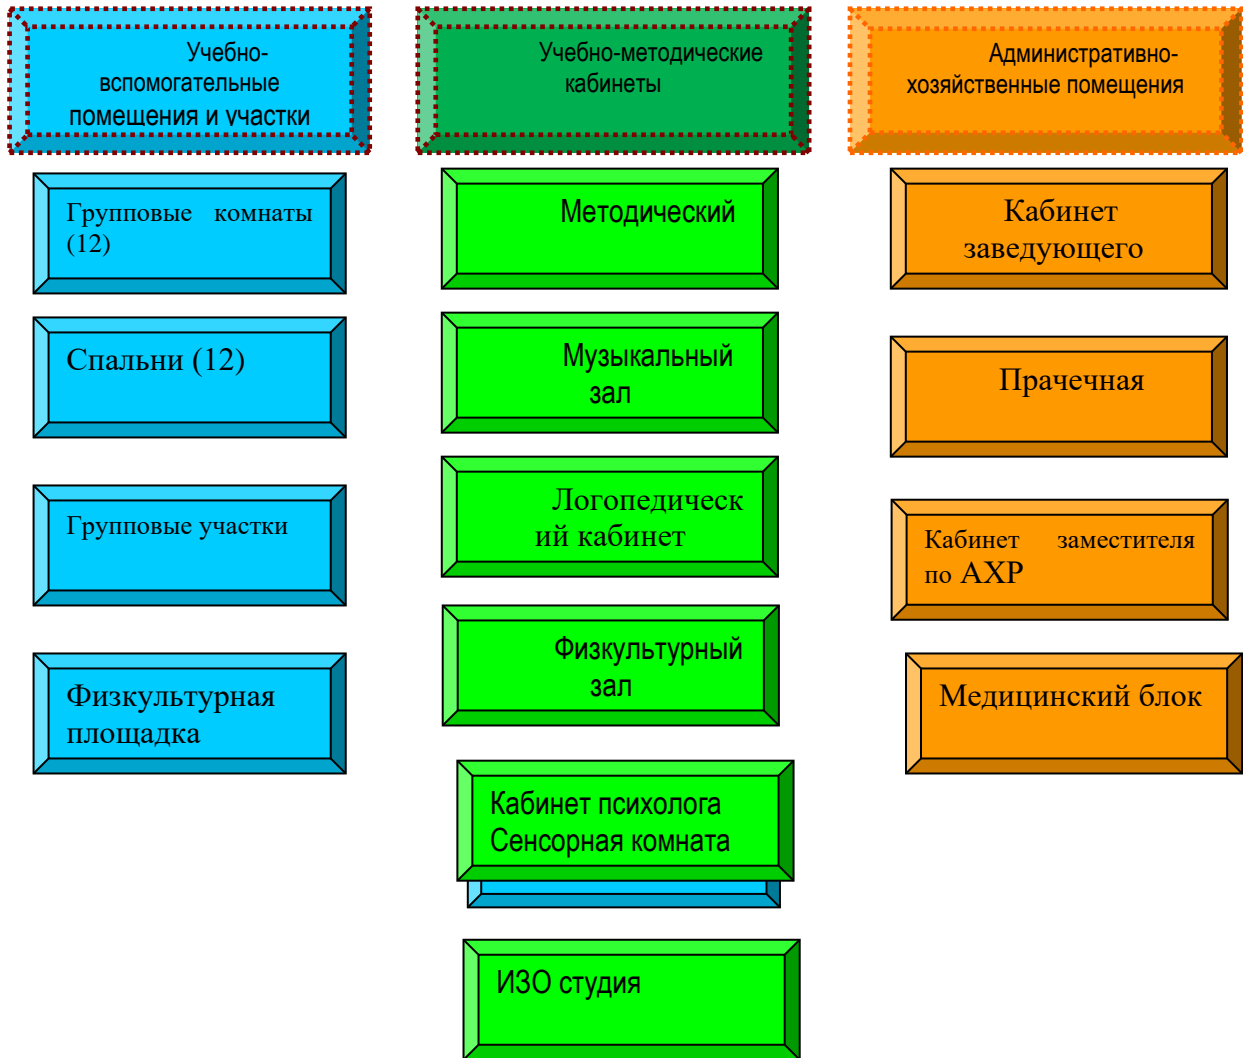 Учебно-
вспомогательные
помещения и участки
Учебно-методические
кабинеты
Административно-
хозяйственные помещения
Групповые комнаты
(12)
Методический
Кабинет
заведующего
Спальни (12)
Музыкальный
зал
Прачечная
Групповые участки
Логопедическ
ий кабинет
Кабинет заместителя
по АХР
Физкультурная
площадка
Физкультурный
зал
Медицинский блок
Кабинет психолога
Сенсорная комната
ИЗО студия